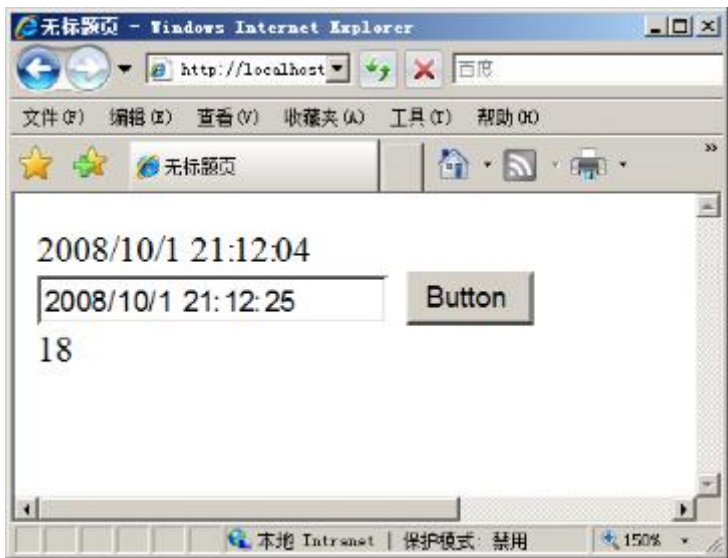 无标题页 - Windows Internet Explorer
http://localhost
百度
文件(F) 编辑(E) 查看(V) 收藏夹(A) 工具(T) 帮助(H)
无标题页
2008/10/1 21:12:04
2008/10/1 21:12:25 Button
18
本地 Intranet | 保护模式: 禁用 150%